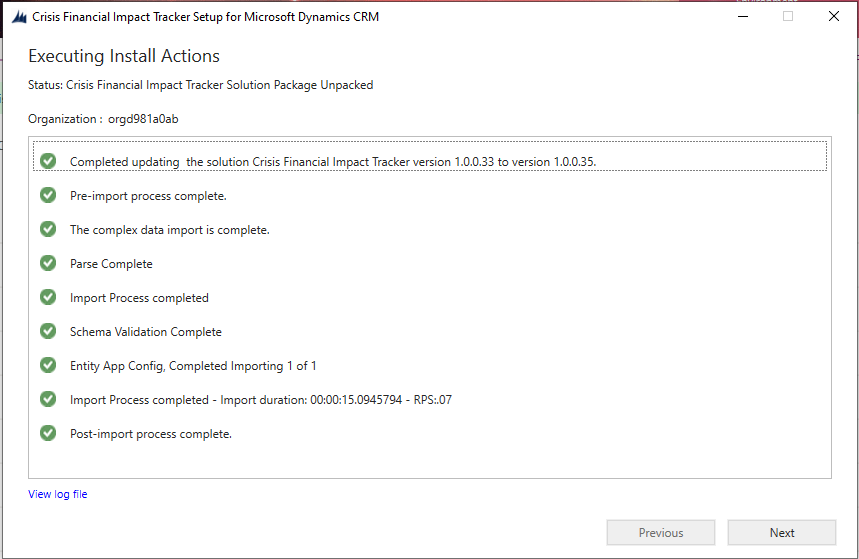 Crisis Financial Impact Tracker Setup for Microsoft Dynamics CRM
Executing Install Actions
Status: Crisis Financial Impact Tracker Solution Package Unpacked
Organization : orgd981a0ab
Completed updating the solution Crisis Financial Impact Tracker version 1.0.0.33 to version 1.0.0.35.
Pre-import process complete.
The complex data import is complete.
Parse Complete
Import Process completed
Schema Validation Complete
Entity App Config, Completed Importing 1 of 1
Import Process completed - Import duration: 00:00:15.0945794 - RPS:.07
Post-import process complete.
View log file
Previous
Next